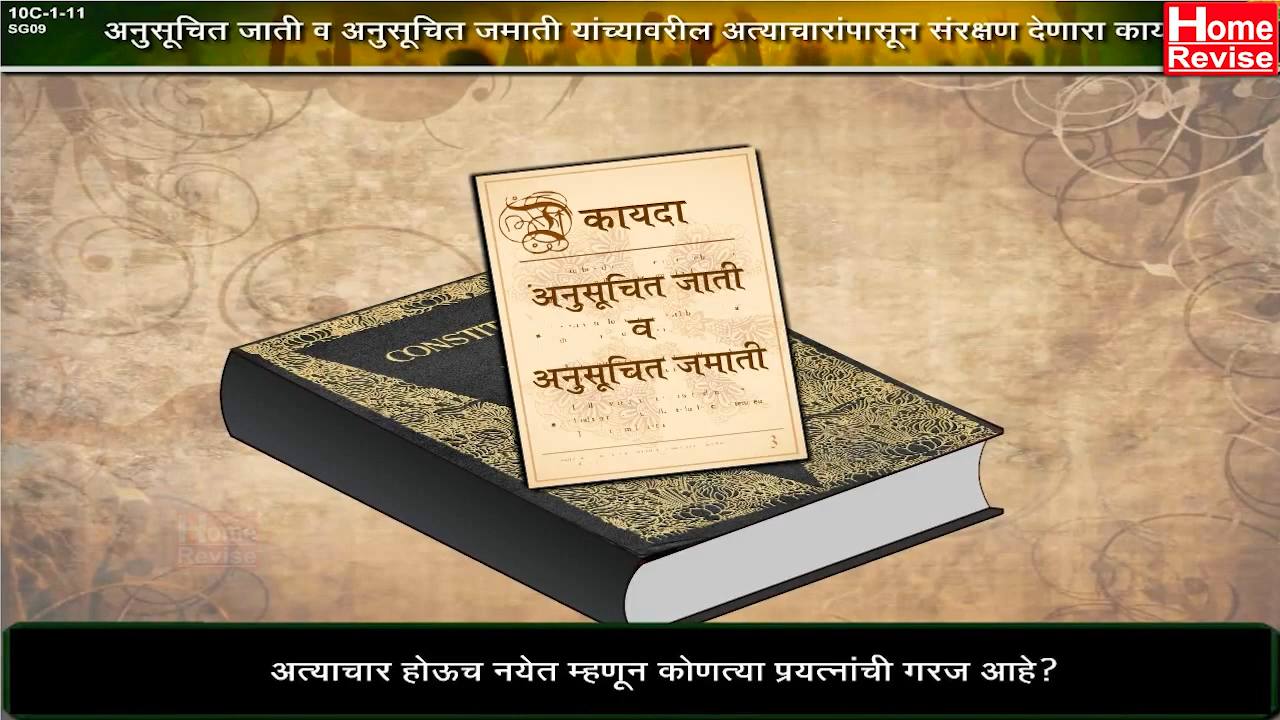 10C-1-11
SG09
अनुसूचित जाती व अनुसूचित जमाती यांच्यावरील अत्याचारांपासून संरक्षण देणारा काय
Home
Revise
कायदा
अनुसूचित जाती
व
अनुसूचित जमाती
3
CONSTIT
Home
Revise
अत्याचार होऊच नयेत म्हणून कोणत्या प्रयत्नांची गरज आहे?